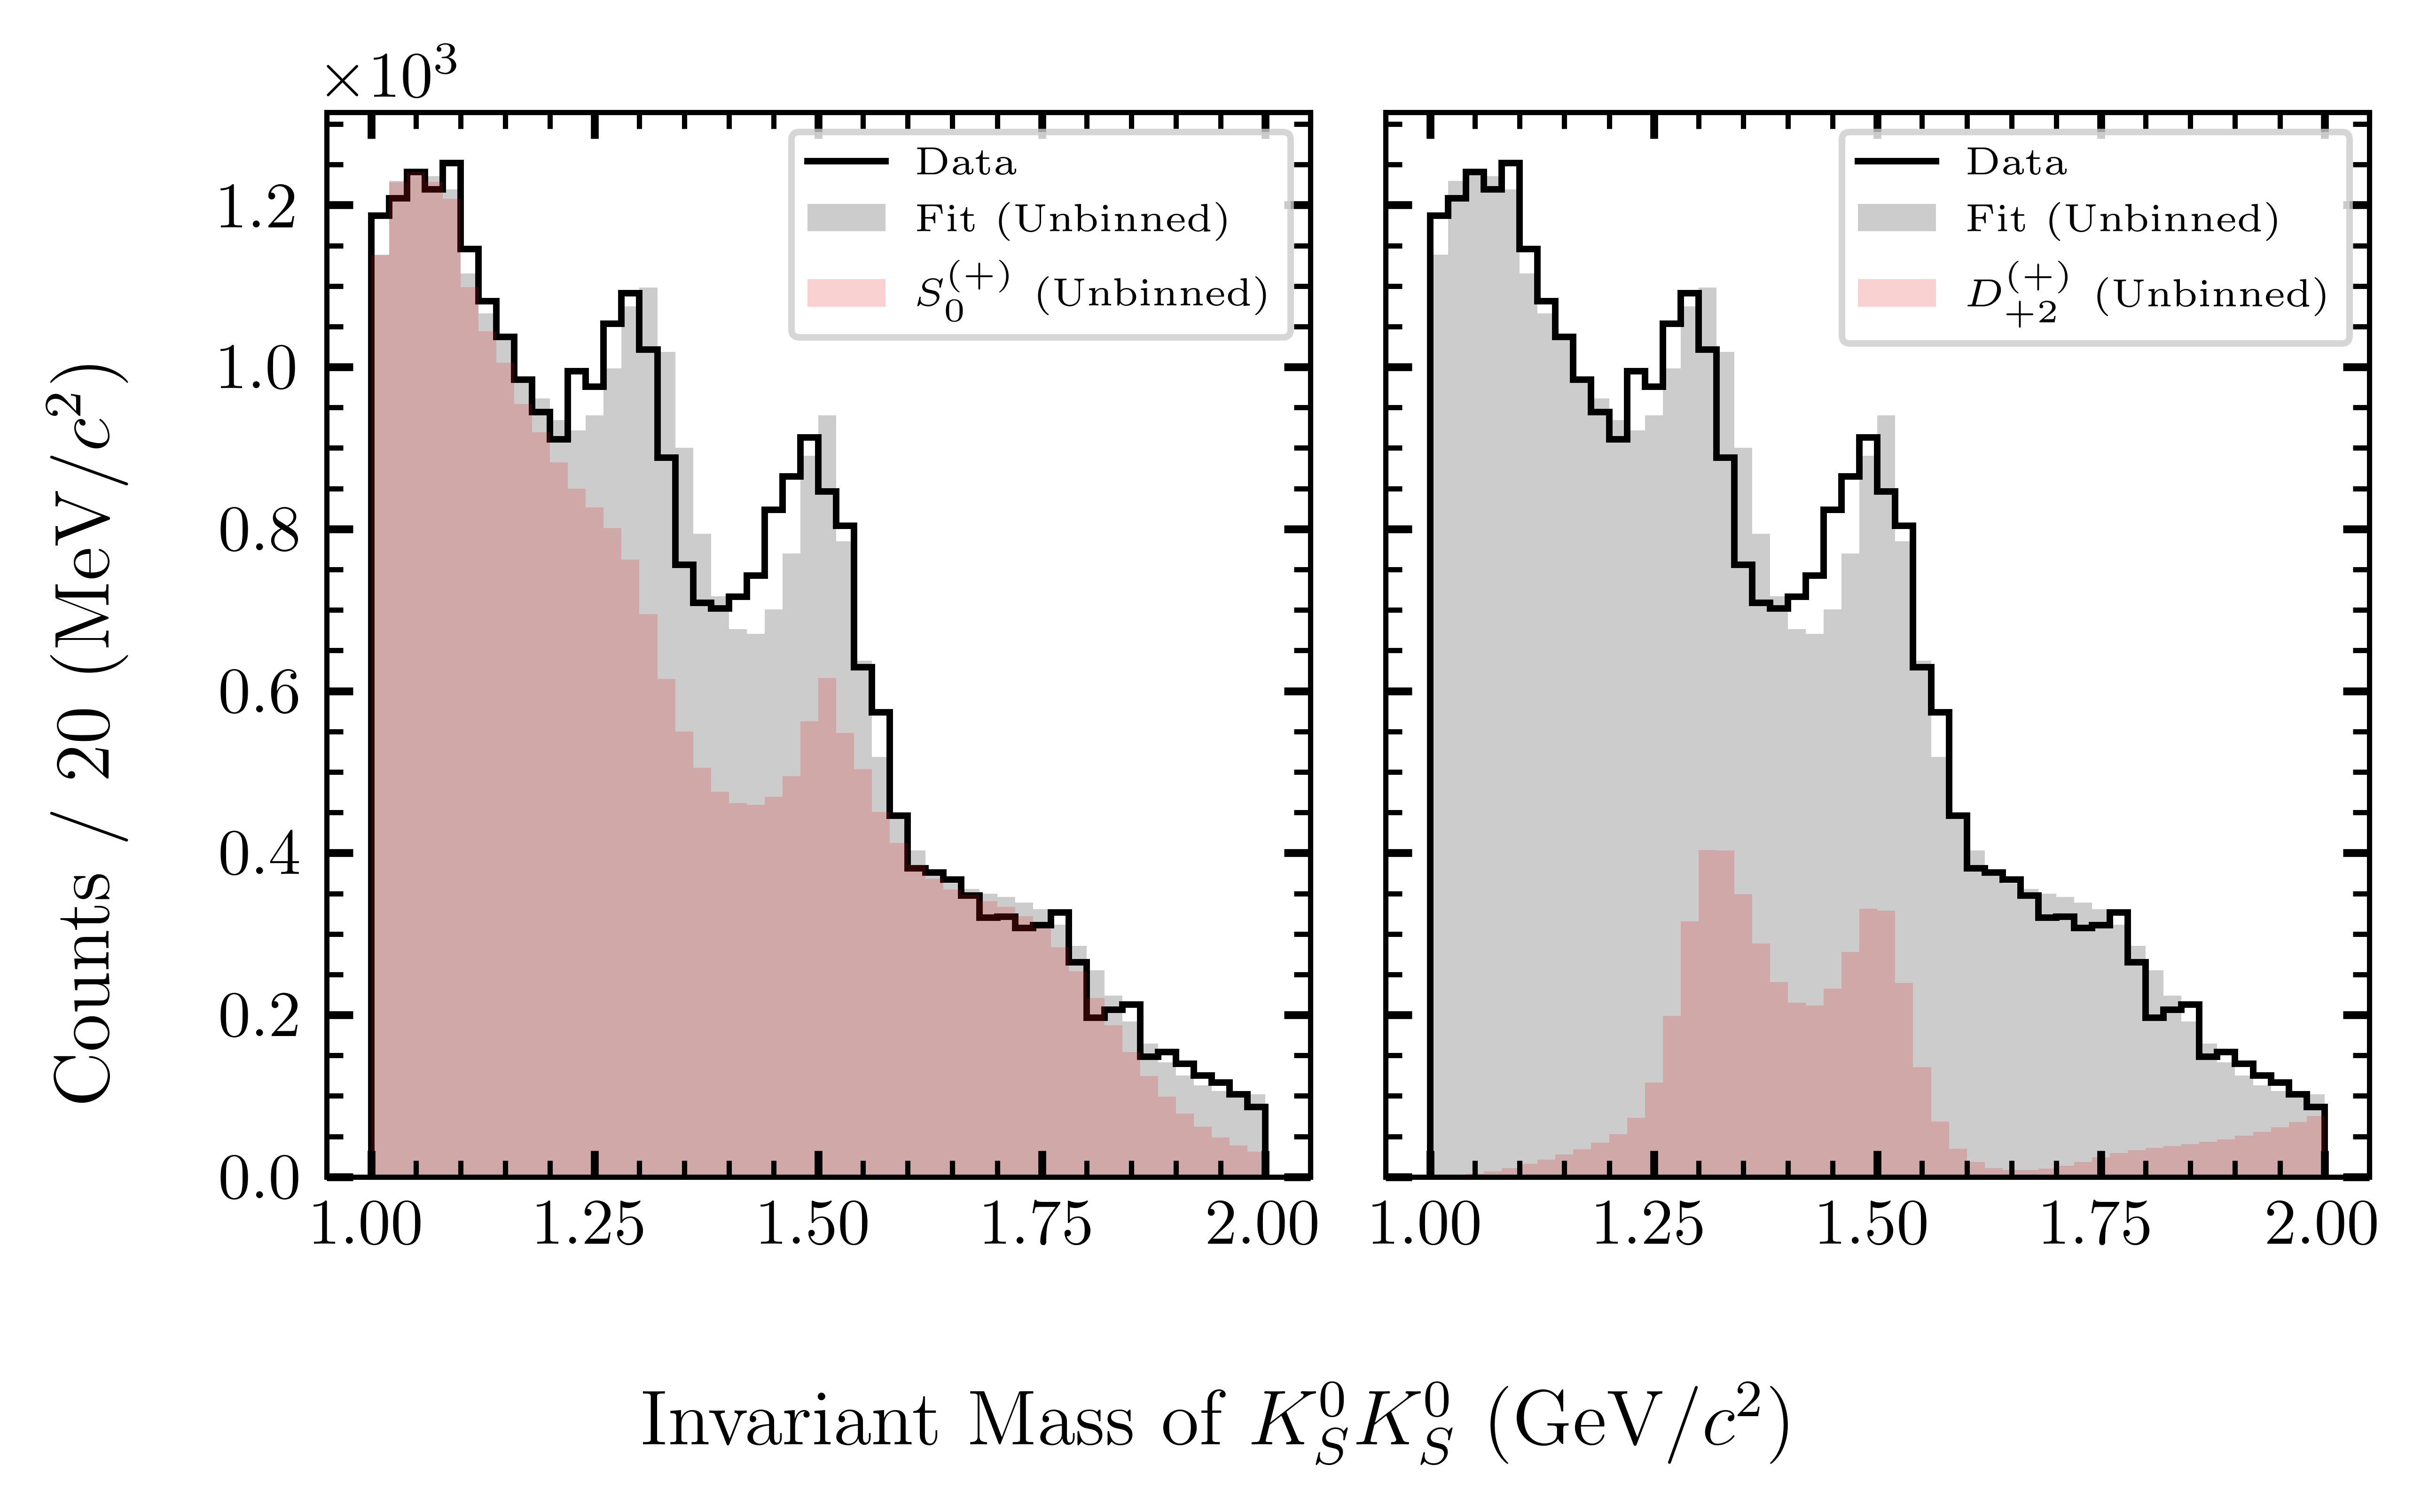 ×10³
Counts / 20 (MeV/c²)
1.2
1.0
0.8
0.6
0.4
0.2
0.0
Data
Fit (Unbinned)
S₀⁽⁺⁾ (Unbinned)
1.00 1.25 1.50 1.75 2.00
Data
Fit (Unbinned)
D₊₂⁽⁺⁾ (Unbinned)
1.00 1.25 1.50 1.75 2.00
Invariant Mass of K⁰_S K⁰_S (GeV/c²)